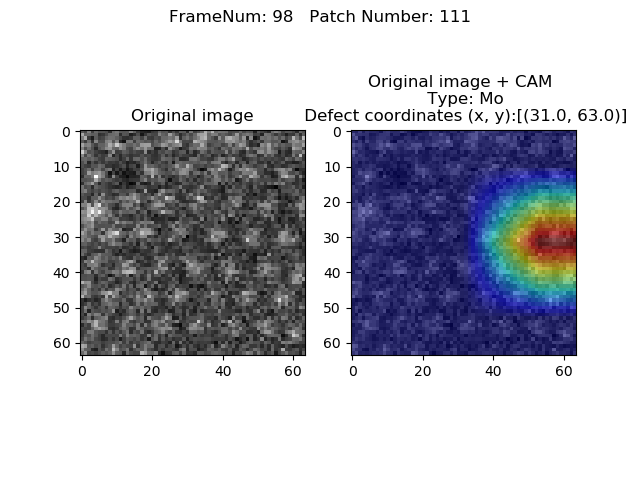 FrameNum: 98   Patch Number: 111
Original image
0
10
20
30
40
50
60
0 20 40 60
Original image + CAM
Type: Mo
Defect coordinates (x, y):[(31.0, 63.0)]
0
10
20
30
40
50
60
0 20 40 60